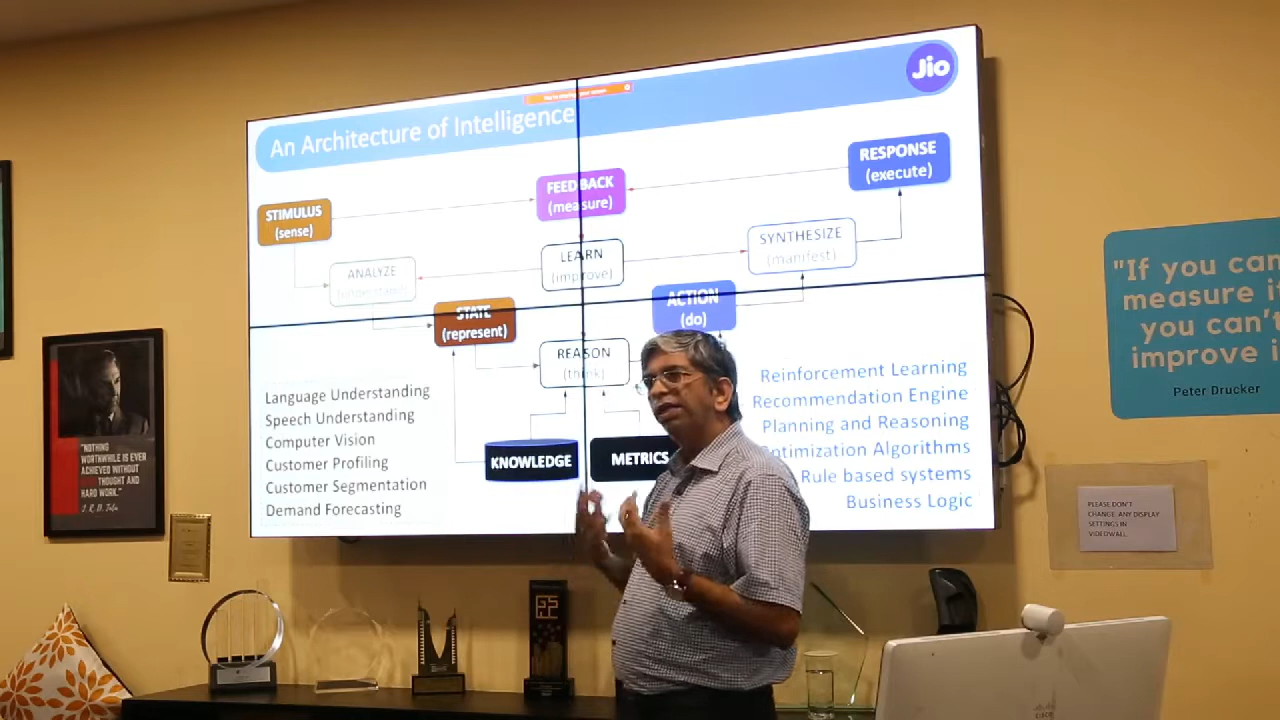 Jio
An Architecture of Intelligence
RESPONSE
(execute)
FEEDBACK
(measure)
STIMULUS
(sense)
SYNTHESIZE
(manifest)
LEARN
(improve)
ANALYZE
(understand)
ACTION
(do)
STATE
(represent)
REASON
(think)
KNOWLEDGE
METRICS
Language Understanding
Speech Understanding
Computer Vision
Customer Profiling
Customer Segmentation
Demand Forecasting
Reinforcement Learning
Recommendation Engine
Planning and Reasoning
Optimization Algorithms
Rule based systems
Business Logic
"NOTHING
WORTHWHILE IS EVER
ACHIEVED WITHOUT
THOUGHT AND
HARD WORK."
J. R. D. Tata
"If you can
measure it
you can't
improve i
Peter Drucker
PLEASE DON'T
CHANGE ANY DISPLAY
SETTINGS IN
VIDEOWALL.
CISCO